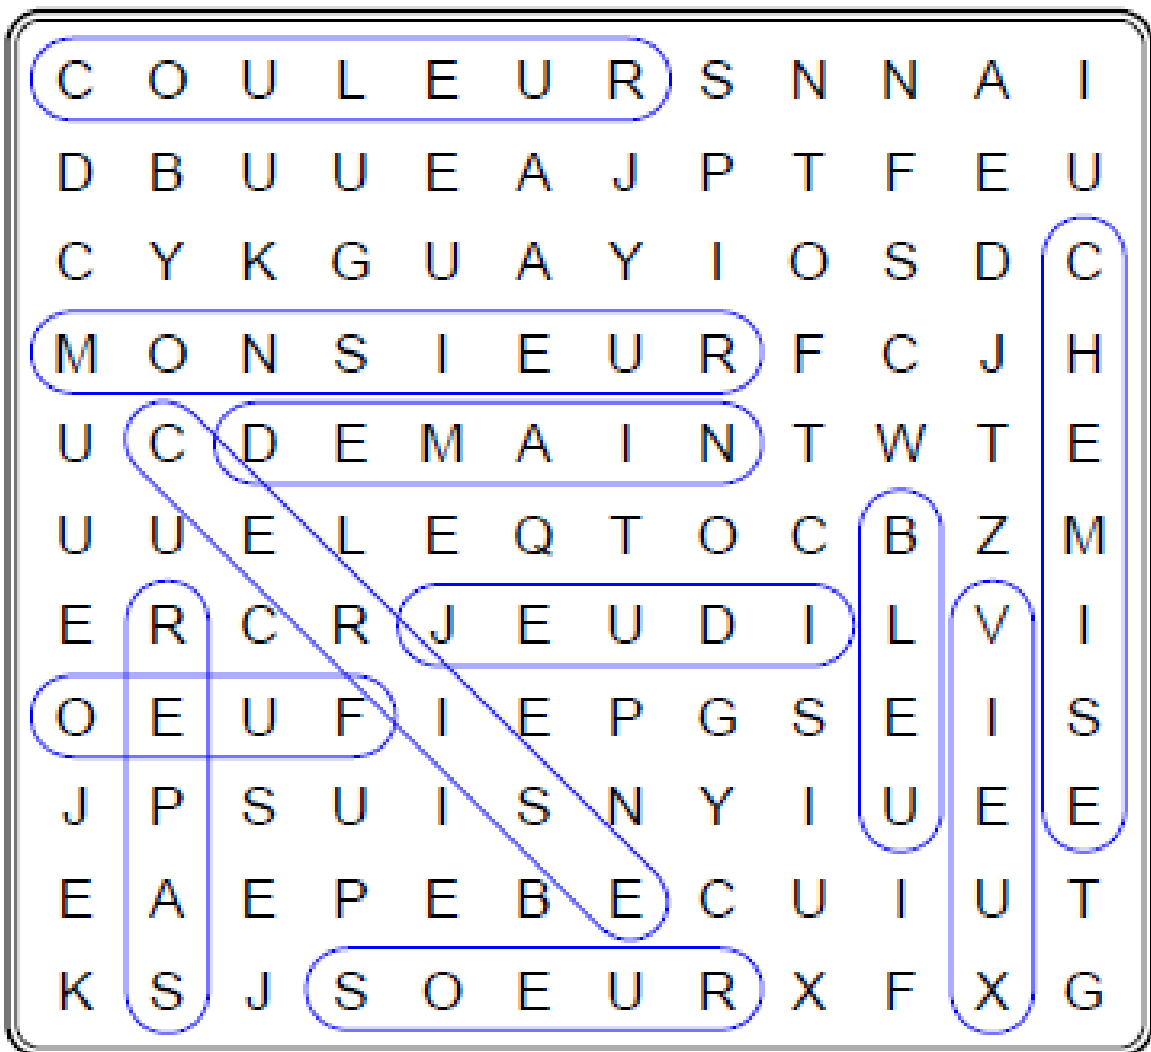 C O U L E U R S N N A I
D B U U E A J P T F E U
C Y K G U A Y I O S D C
M O N S I E U R F C J H
U C D E M A I N T W T E
U U E L E Q T O C B Z M
E R C R J E U D I L V I
O E U F I E P G S E I S
J P S U I S N Y I U E E
E A E P E B E C U I U T
K S J S O E U R X F X G